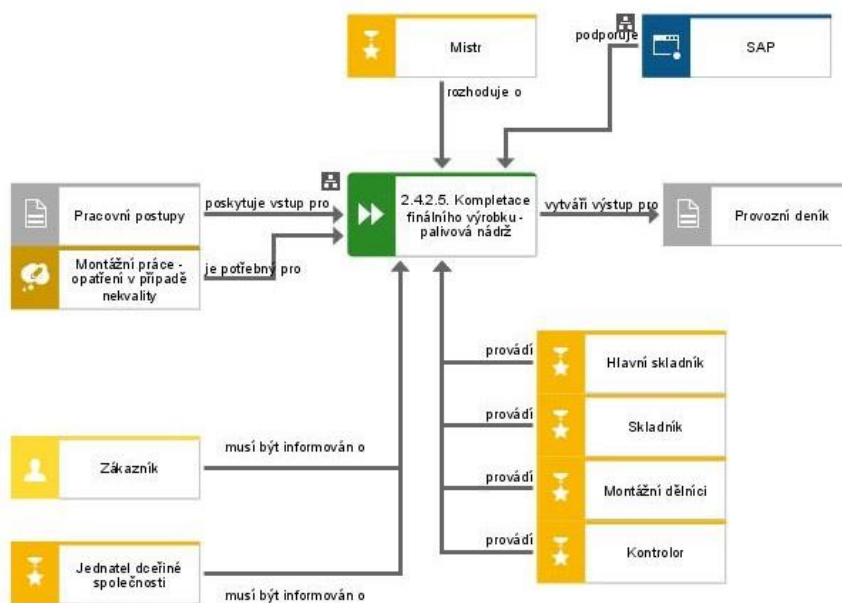 Mistr
podporuje
SAP
rozhoduje o
Pracovní postupy
poskytuje vstup pro
2.4.2.5. Kompletace
finálního výrobku -
palivová nádrž
vytváří výstup pro
Provozní deník
Montážní práce -
opatření v případě
nekvality
je potřebný pro
provádí
Hlavní skladník
provádí
Skladník
Zákazník
musí být informován o
provádí
Montážní dělníci
provádí
Kontrolor
Jednatel dceřiné
společnosti
musí být informován o